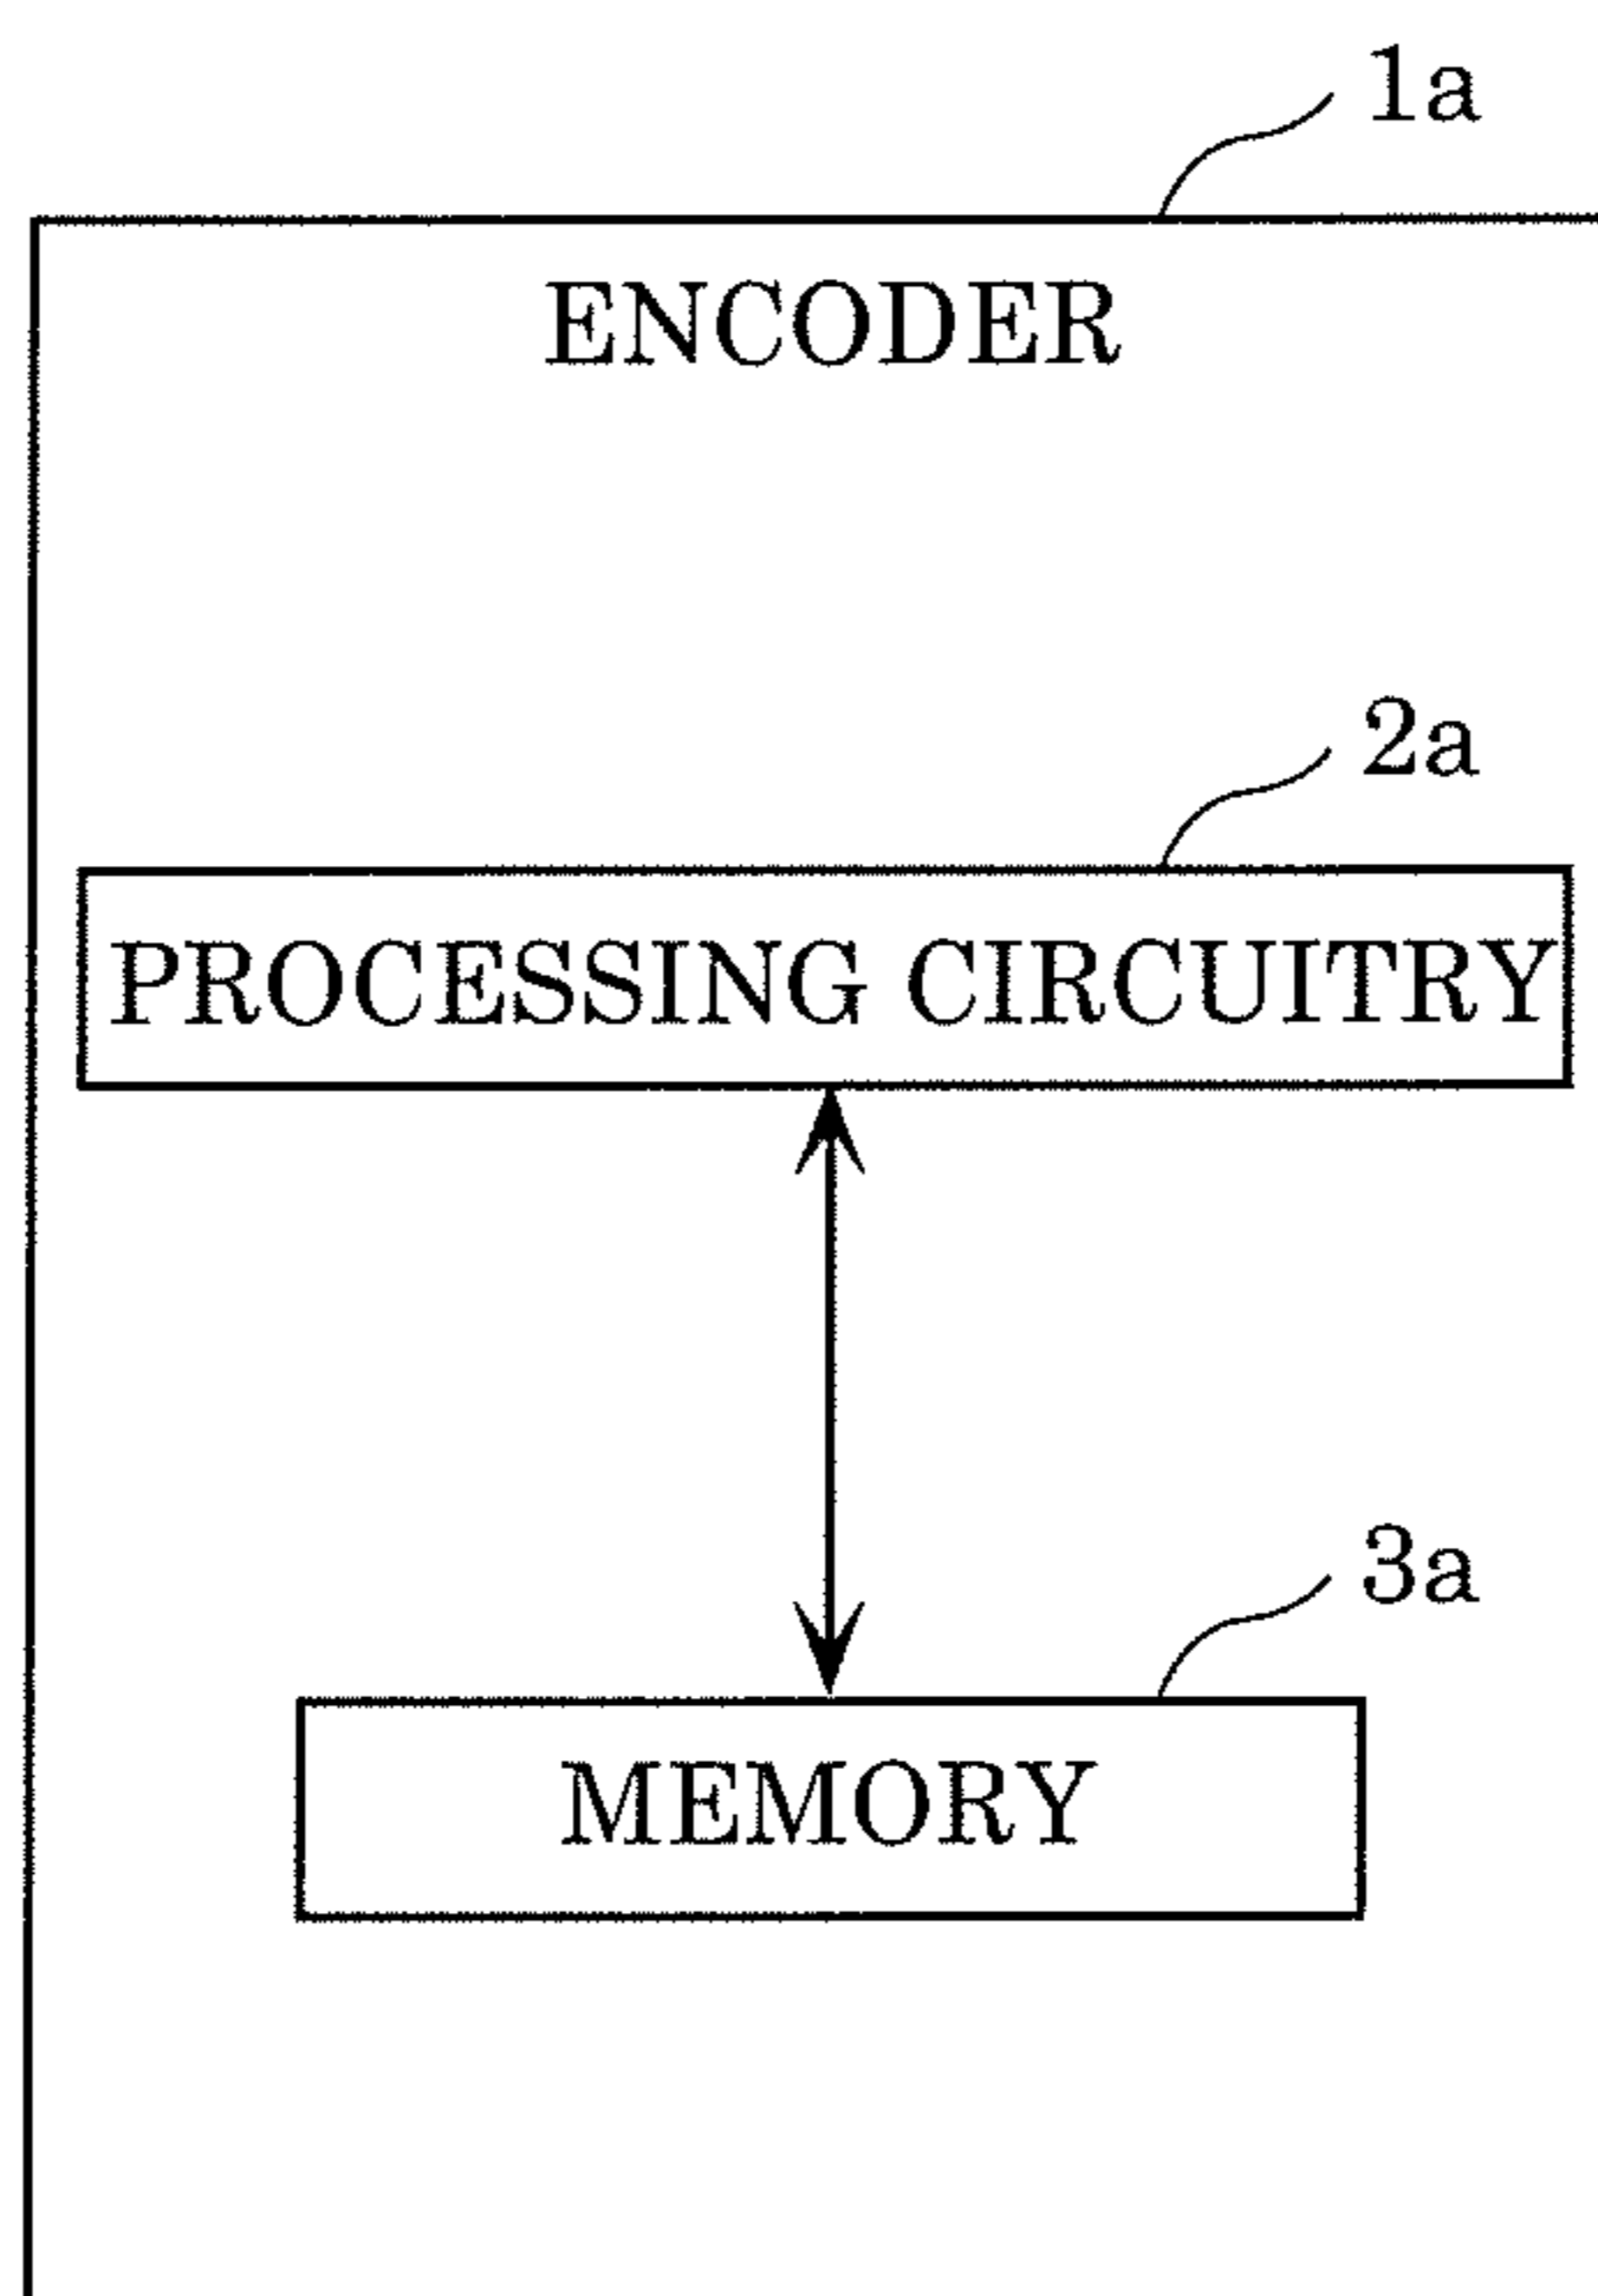 1a
ENCODER
2a
PROCESSING CIRCUITRY
3a
MEMORY